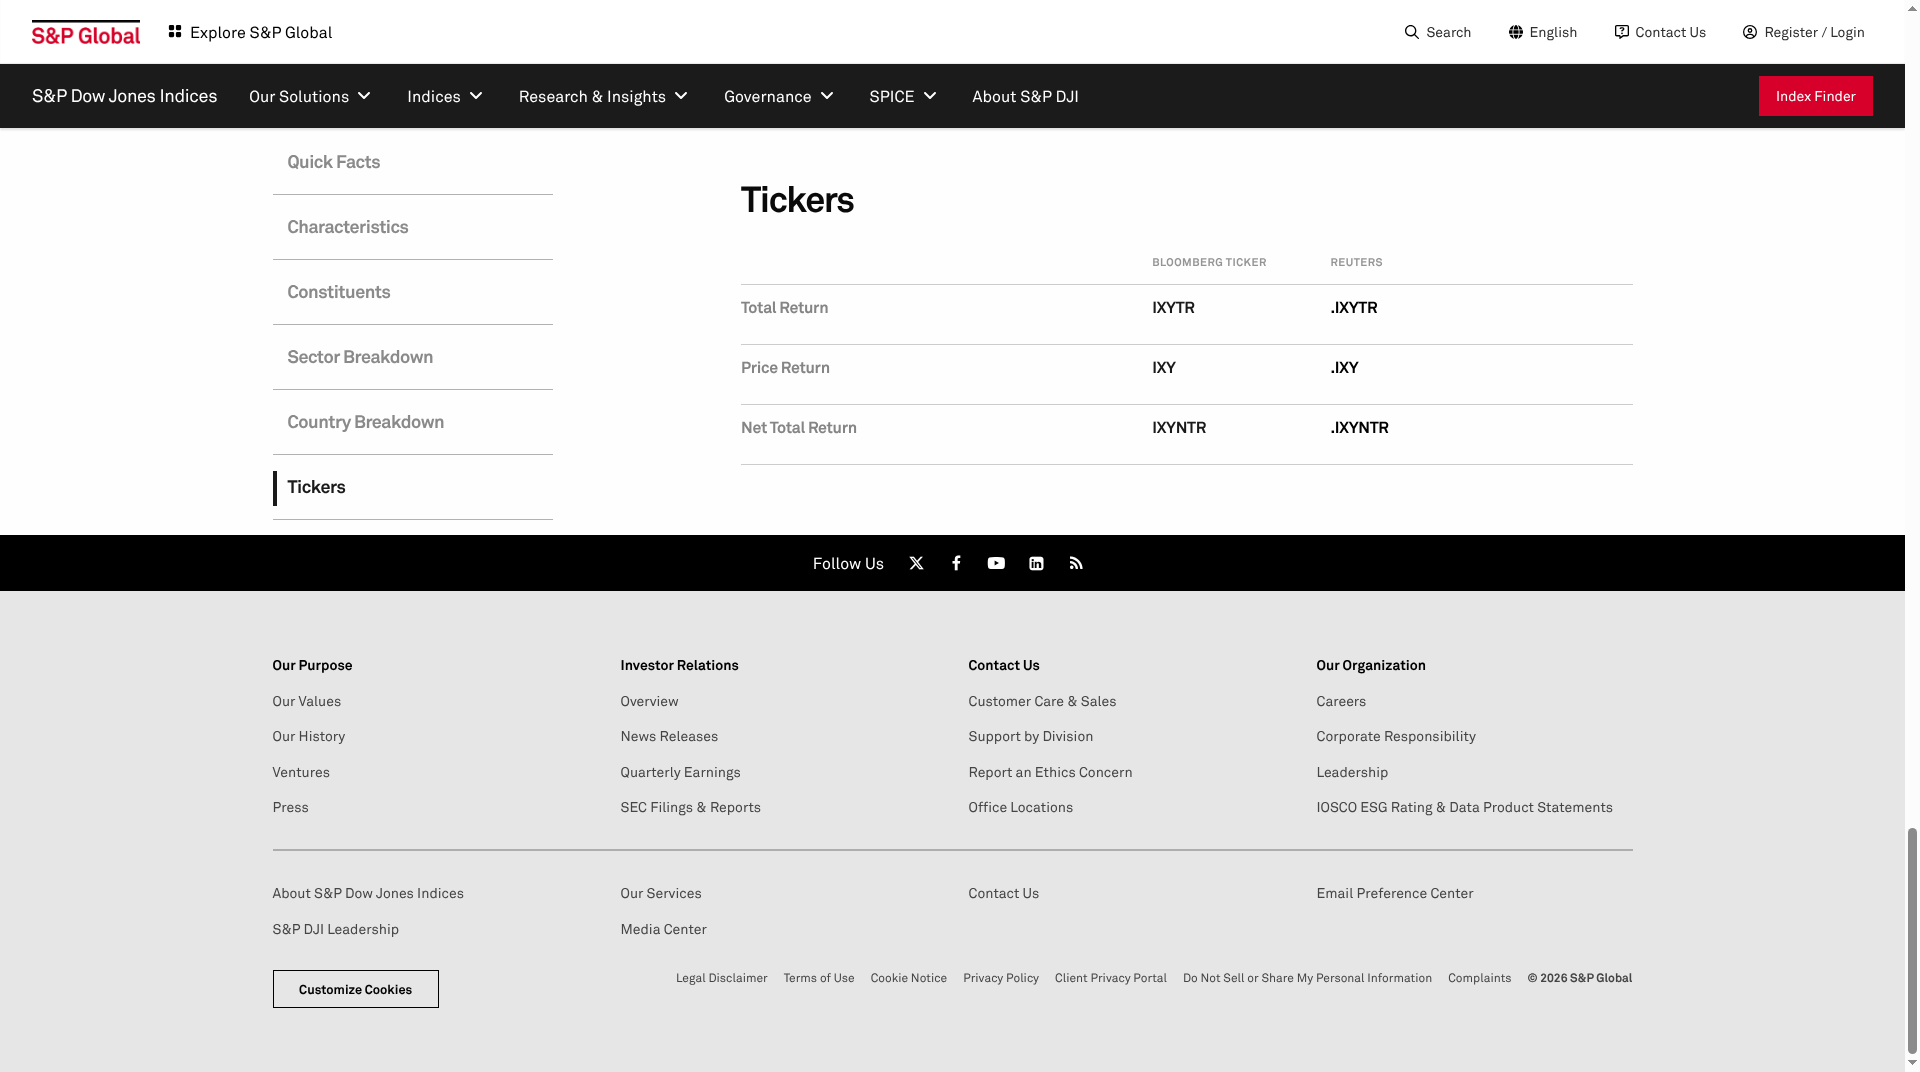 S&P Global
Explore S&P Global
Search
English
Contact Us
Register / Login
S&P Dow Jones Indices
Our Solutions
Indices
Research & Insights
Governance
SPICE
About S&P DJI
Index Finder
Quick Facts
Characteristics
Constituents
Sector Breakdown
Country Breakdown
Tickers
Tickers
BLOOMBERG TICKER REUTERS
Total Return IXYTR .IXYTR
Price Return IXY .IXY
Net Total Return IXYNTR .IXYNTR
Follow Us
Our Purpose
Our Values
Our History
Ventures
Press
Investor Relations
Overview
News Releases
Quarterly Earnings
SEC Filings & Reports
Contact Us
Customer Care & Sales
Support by Division
Report an Ethics Concern
Office Locations
Our Organization
Careers
Corporate Responsibility
Leadership
IOSCO ESG Rating & Data Product Statements
About S&P Dow Jones Indices
S&P DJI Leadership
Our Services
Media Center
Contact Us
Email Preference Center
Customize Cookies
Legal Disclaimer Terms of Use Cookie Notice Privacy Policy Client Privacy Portal Do Not Sell or Share My Personal Information Complaints © 2026 S&P Global